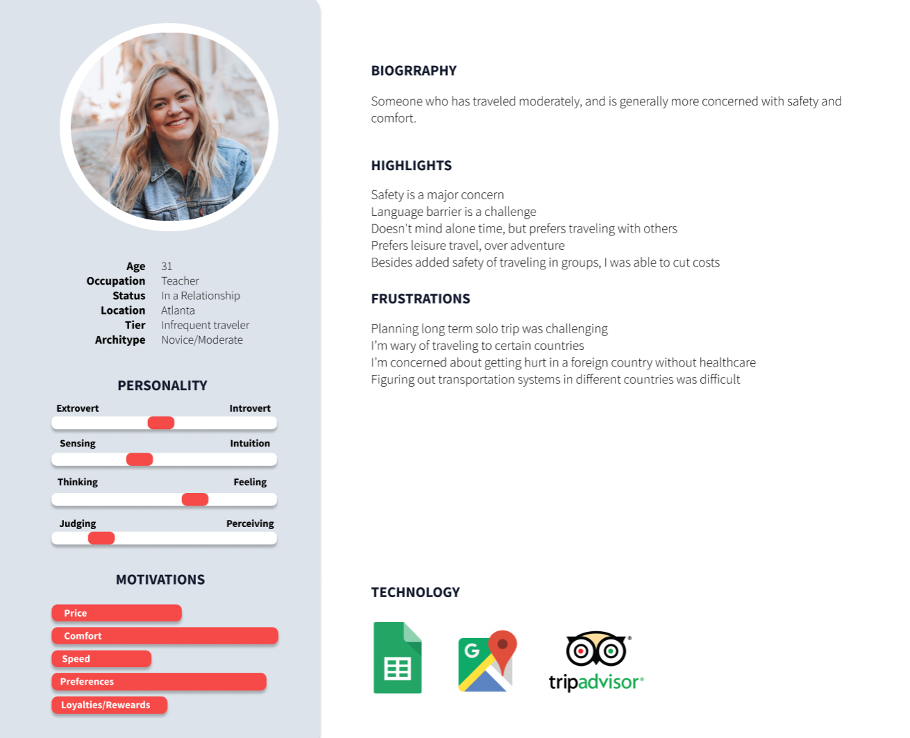 Age 31
Occupation Teacher
Status In a Relationship
Location Atlanta
Tier Infrequent traveler
Architype Novice/Moderate
PERSONALITY
Extrovert Introvert
Sensing Intuition
Thinking Feeling
Judging Perceiving
MOTIVATIONS
Price
Comfort
Speed
Preferences
Loyalties/Reweards
BIOGRRAPHY
Someone who has traveled moderately, and is generally more concerned with safety and
comfort.
HIGHLIGHTS
Safety is a major concern
Language barrier is a challenge
Doesn't mind alone time, but prefers traveling with others
Prefers leisure travel, over adventure
Besides added safety of traveling in groups, I was able to cut costs
FRUSTRATIONS
Planning long term solo trip was challenging
I'm wary of traveling to certain countries
I'm concerned about getting hurt in a foreign country without healthcare
Figuring out transportation systems in different countries was difficult
TECHNOLOGY
G
tripadvisor®